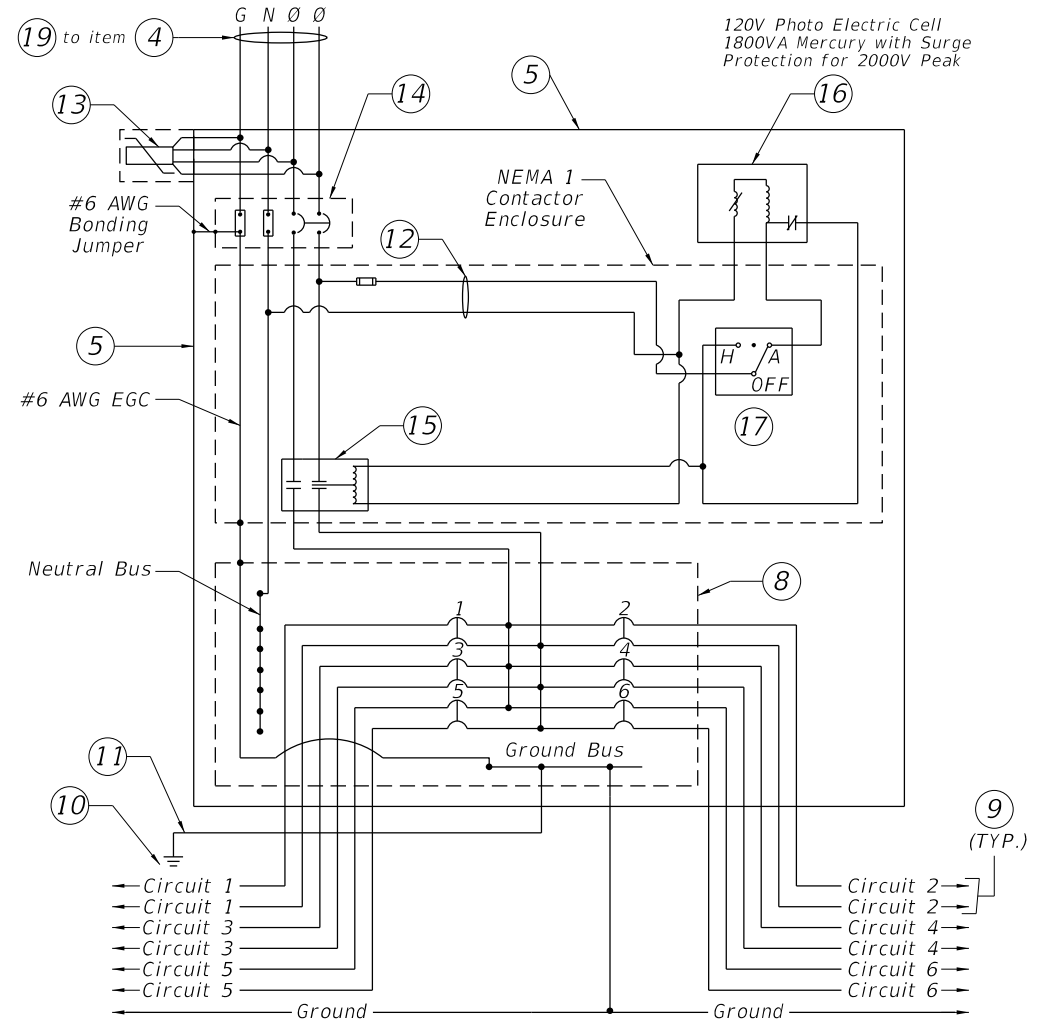 G N Ø Ø
19 to item 4
120V Photo Electric Cell
1800VA Mercury with Surge
Protection for 2000V Peak
5
13
14
16
#6 AWG
Bonding
Jumper
NEMA 1
Contactor
Enclosure
12
5
H A
OFF
#6 AWG EGC
15
17
Neutral Bus
8
1 2
3 4
5 6
Ground Bus
11
10
9
(TYP.)
Circuit 1 Circuit 2
Circuit 1 Circuit 2
Circuit 3 Circuit 4
Circuit 3 Circuit 4
Circuit 5 Circuit 6
Circuit 5 Circuit 6
Ground Ground